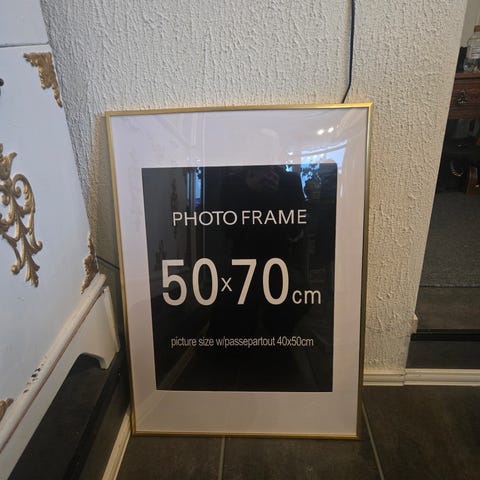 PHOTO FRAME
50x70cm
picture size w/passepartout 40x50cm